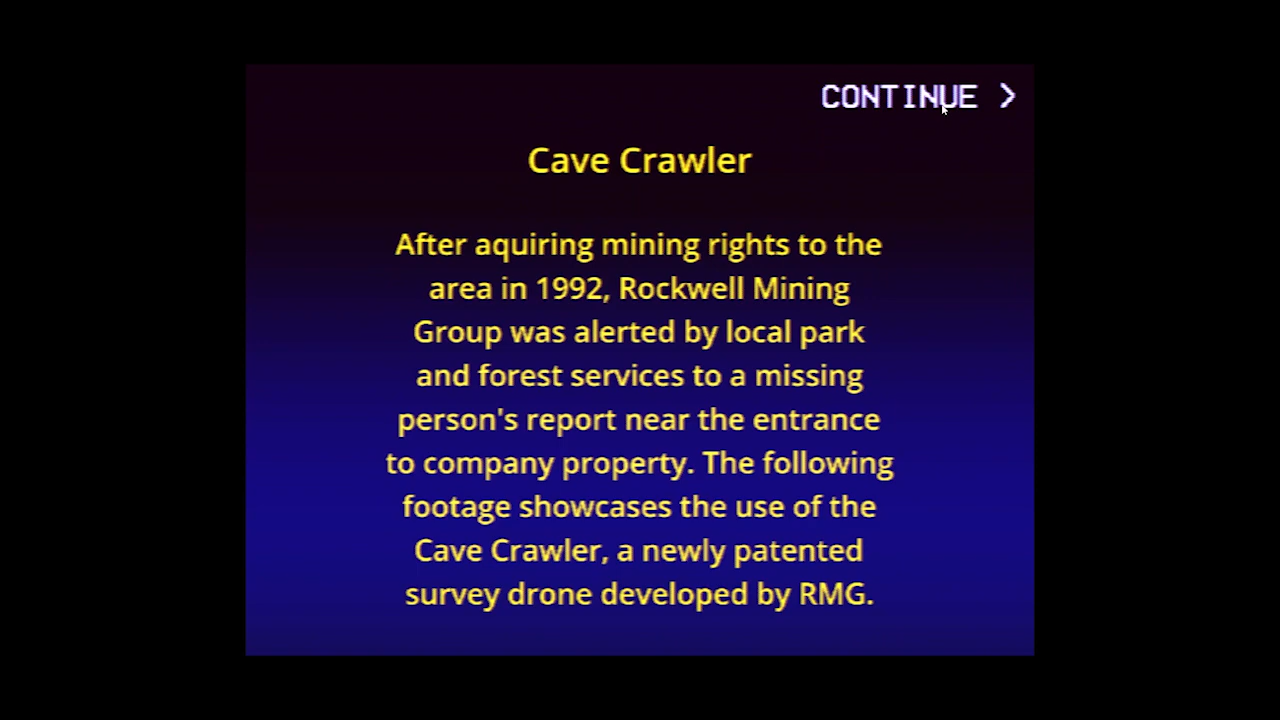 CONTINUE >
Cave Crawler
After aquiring mining rights to the
area in 1992, Rockwell Mining
Group was alerted by local park
and forest services to a missing
person's report near the entrance
to company property. The following
footage showcases the use of the
Cave Crawler, a newly patented
survey drone developed by RMG.